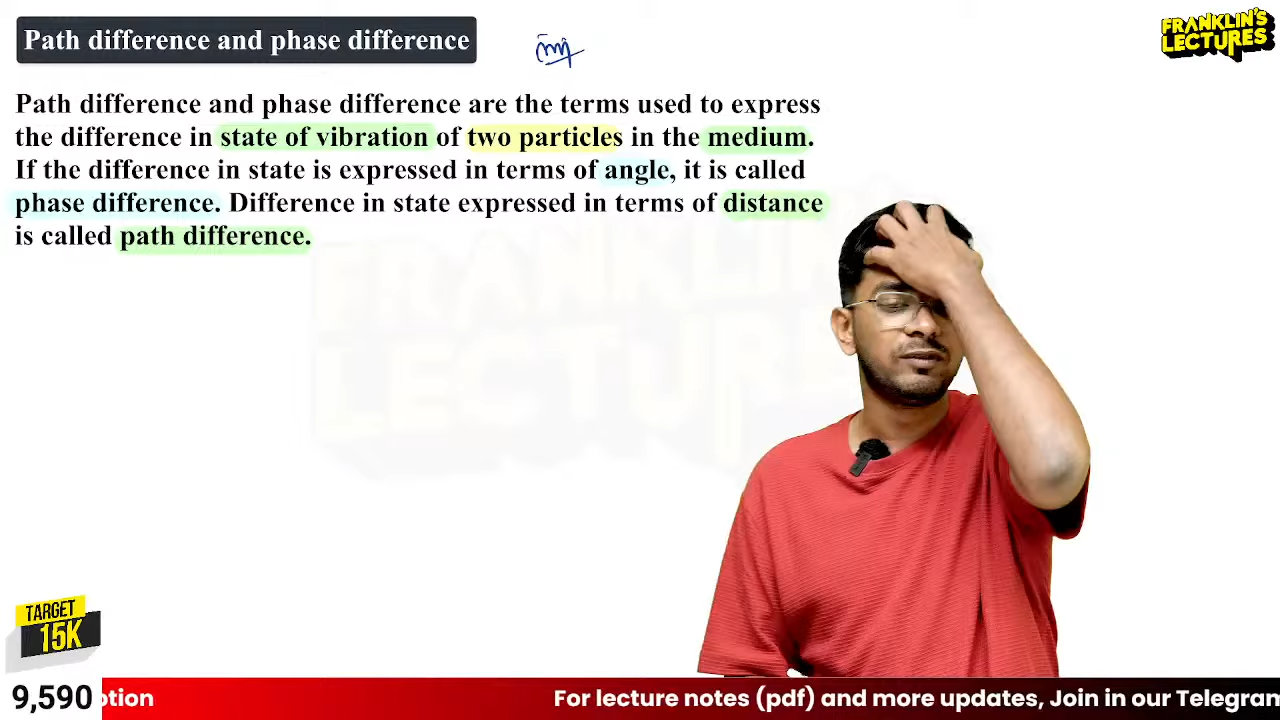 Path difference and phase difference
imp
FRANKLIN'S
LECTURES
Path difference and phase difference are the terms used to express
the difference in state of vibration of two particles in the medium.
If the difference in state is expressed in terms of angle, it is called
phase difference. Difference in state expressed in terms of distance
is called path difference.
FRANKLIN'S
LECTURES
TARGET
15K
9,590
For lecture notes (pdf) and more updates, Join in our Telegram